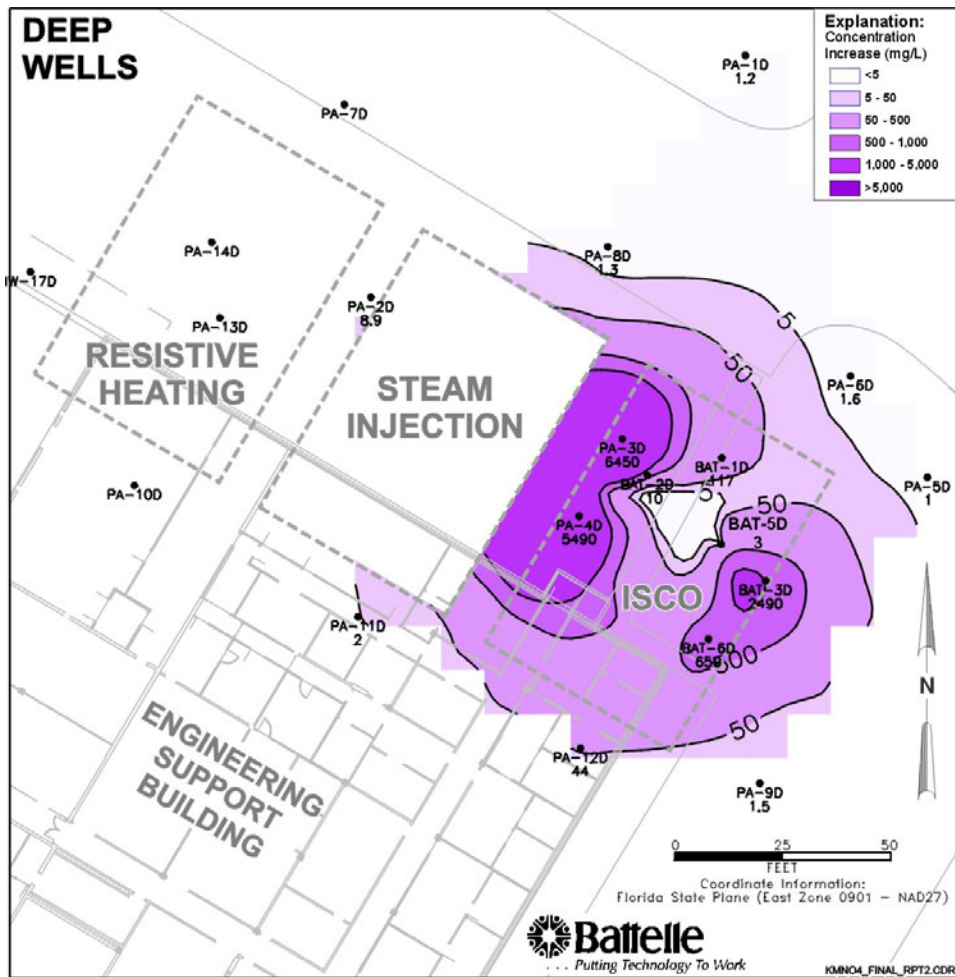 DEEP
WELLS
Explanation:
Concentration
Increase (mg/L)
<5
5 - 50
50 - 500
500 - 1,000
1,000 - 5,000
>5,000
PA-1D
1.2
PA-7D
PA-14D
PA-8D
1.3
W-17D
PA-2D
8.9
PA-13D
5
RESISTIVE
HEATING
50
PA-6D
1.6
STEAM
INJECTION
PA-3D
6450
BAT-1D
117
BAT-2D
10
5
PA-5D
1
PA-10D
PA-4D
5490
50
BAT-5D
3
BAT-3D
2490
ISCO
PA-11D
2
BAT-6D
659
500
N
50
PA-12D
44
ENGINEERING
SUPPORT
BUILDING
PA-9D
1.5
0 25 50
FEET
Coordinate Information:
Florida State Plane (East Zone 0901 - NAD27)
Battelle
. . . Putting Technology To Work
KMNO4_FINAL_RPT2.CDR